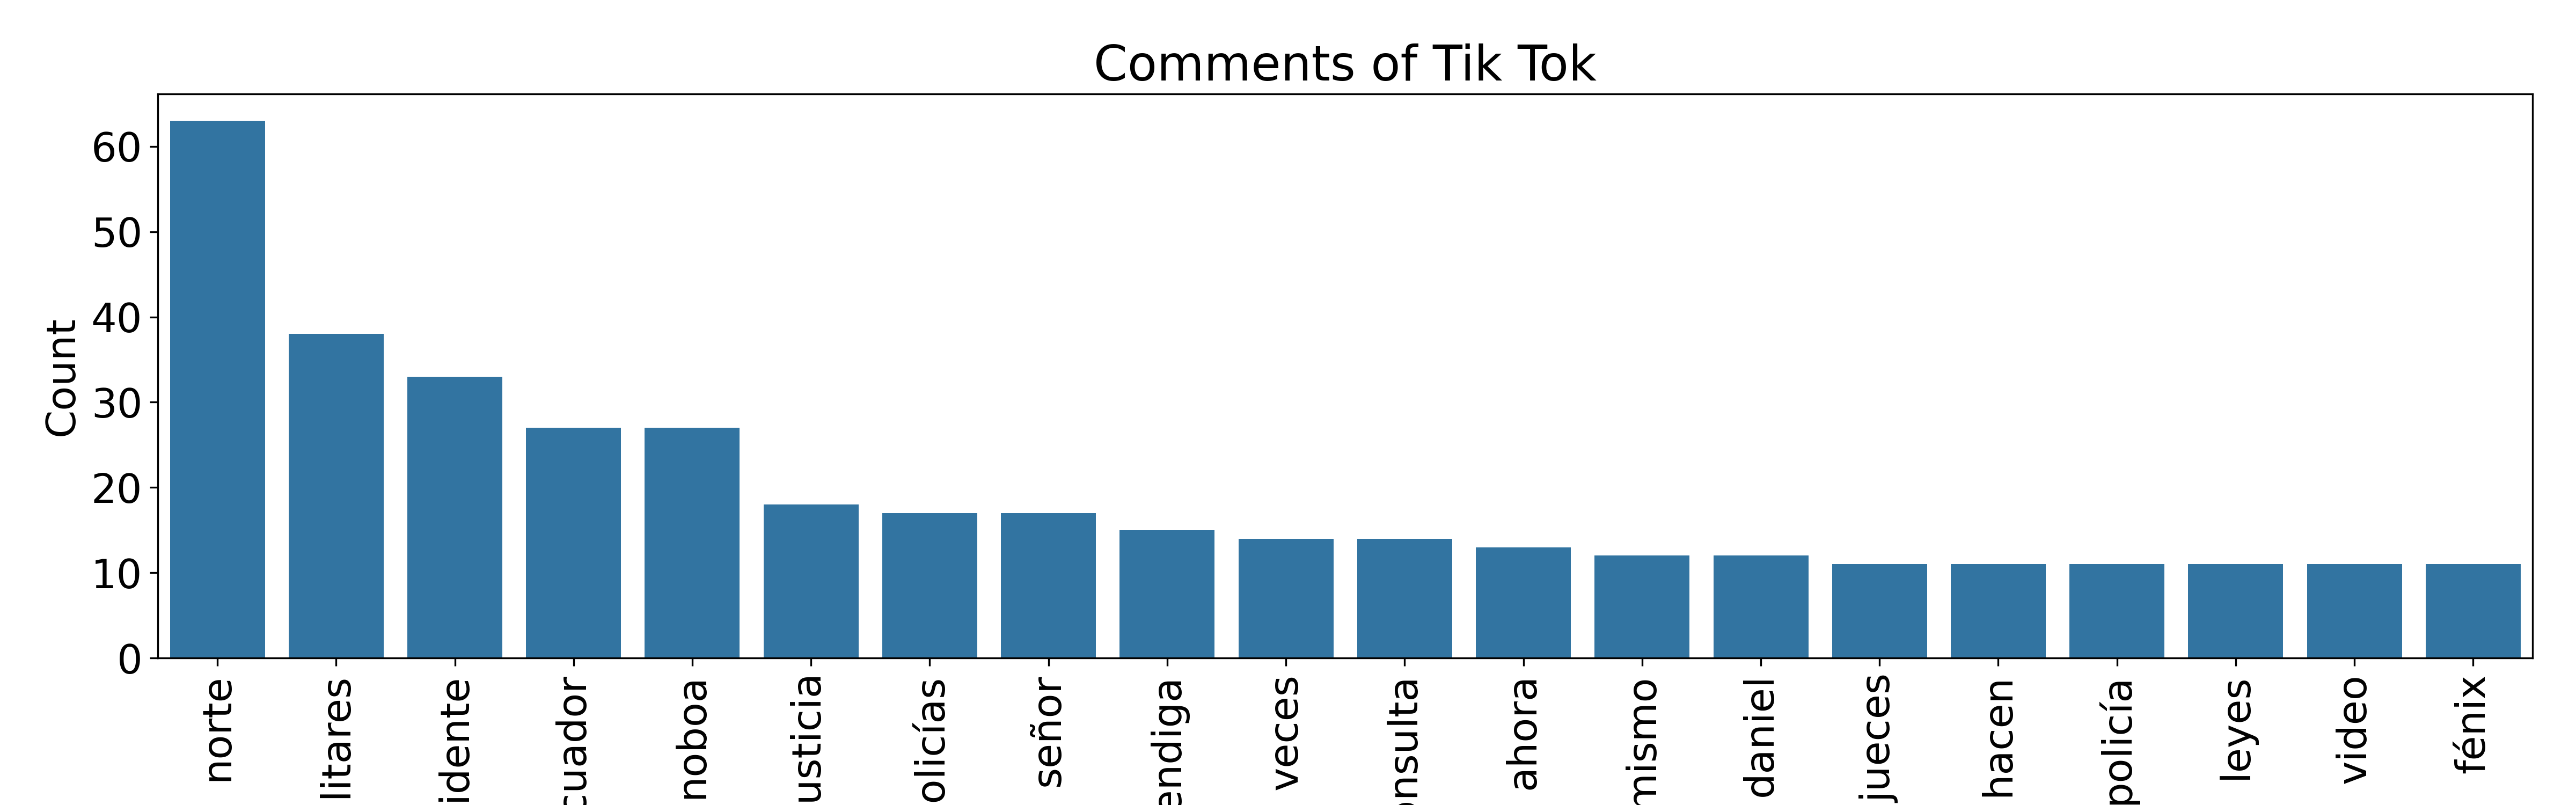 Comments of Tik Tok
Count
60
50
40
30
20
10
0
norte
litares
idente
cuador
noboa
usticia
olicías
señor
endiga
veces
onsulta
ahora
mismo
daniel
jueces
hacen
policía
leyes
video
fénix